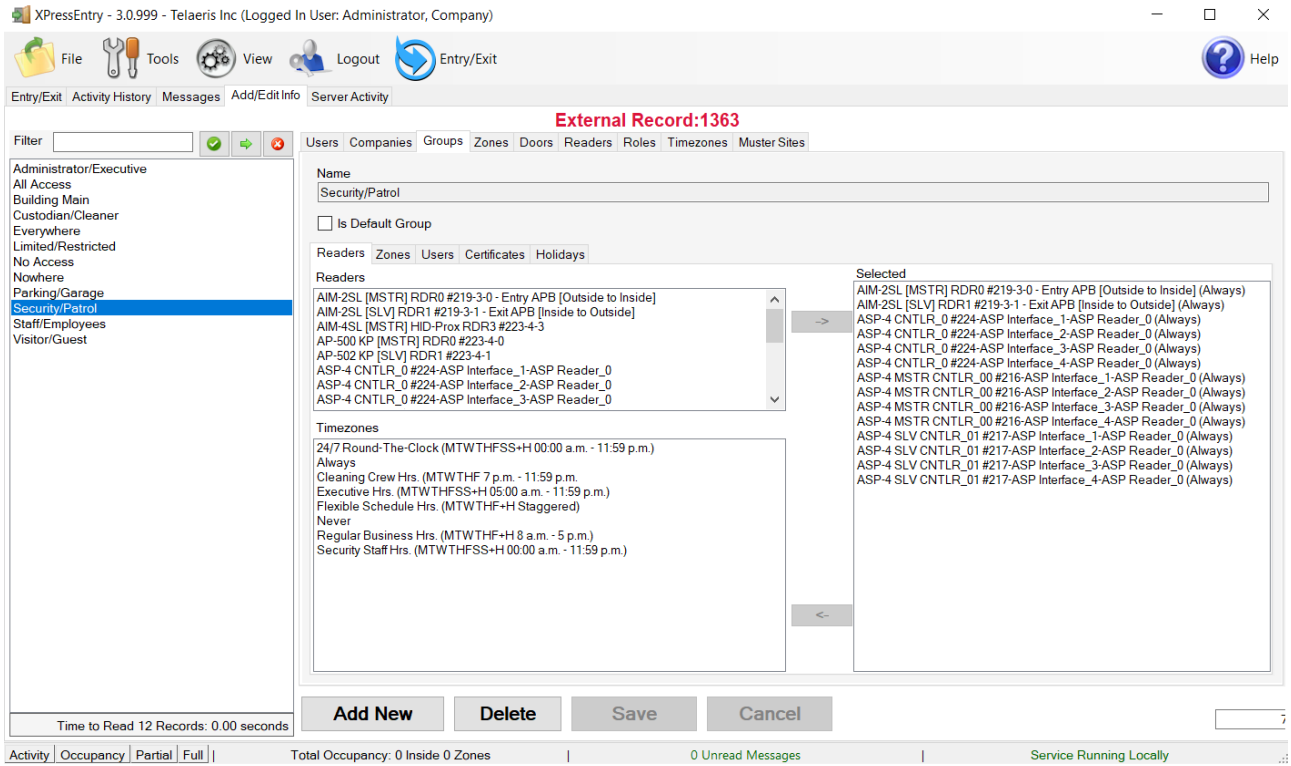 XPressEntry - 3.0.999 - Telaeris Inc (Logged In User: Administrator, Company)
File Tools View Logout Entry/Exit Help
Entry/Exit Activity History Messages Add/Edit Info Server Activity
External Record:1363
Filter
Users Companies Groups Zones Doors Readers Roles Timezones Muster Sites
Administrator/Executive
All Access
Building Main
Custodian/Cleaner
Everywhere
Limited/Restricted
No Access
Nowhere
Parking/Garage
Security/Patrol
Staff/Employees
Visitor/Guest
Time to Read 12 Records: 0.00 seconds
Name
Security/Patrol
Is Default Group
Readers Zones Users Certificates Holidays
Readers
AIM-2SL [MSTR] RDR0 #219-3-0 - Entry APB [Outside to Inside]
AIM-2SL [SLV] RDR1 #219-3-1 - Exit APB [Inside to Outside]
AIM-4SL [MSTR] HID-Prox RDR3 #223-4-3
AP-500 KP [MSTR] RDR0 #223-4-0
AP-502 KP [SLV] RDR1 #223-4-1
ASP-4 CNTLR_0 #224-ASP Interface_1-ASP Reader_0
ASP-4 CNTLR_0 #224-ASP Interface_2-ASP Reader_0
ASP-4 CNTLR_0 #224-ASP Interface_3-ASP Reader_0
Timezones
24/7 Round-The-Clock (MTWTHFSS+H 00:00 a.m. - 11:59 p.m.)
Always
Cleaning Crew Hrs. (MTWTHF 7 p.m. - 11:59 p.m.
Executive Hrs. (MTWTHFSS+H 05:00 a.m. - 11:59 p.m.)
Flexible Schedule Hrs. (MTWTHF+H Staggered)
Never
Regular Business Hrs. (MTWTHF+H 8 a.m. - 5 p.m.)
Security Staff Hrs. (MTWTHFSS+H 00:00 a.m. - 11:59 p.m.)
->
<-
Selected
AIM-2SL [MSTR] RDR0 #219-3-0 - Entry APB [Outside to Inside] (Always)
AIM-2SL [SLV] RDR1 #219-3-1 - Exit APB [Inside to Outside] (Always)
ASP-4 CNTLR_0 #224-ASP Interface_1-ASP Reader_0 (Always)
ASP-4 CNTLR_0 #224-ASP Interface_2-ASP Reader_0 (Always)
ASP-4 CNTLR_0 #224-ASP Interface_3-ASP Reader_0 (Always)
ASP-4 CNTLR_0 #224-ASP Interface_4-ASP Reader_0 (Always)
ASP-4 MSTR CNTLR_00 #216-ASP Interface_1-ASP Reader_0 (Always)
ASP-4 MSTR CNTLR_00 #216-ASP Interface_2-ASP Reader_0 (Always)
ASP-4 MSTR CNTLR_00 #216-ASP Interface_3-ASP Reader_0 (Always)
ASP-4 MSTR CNTLR_00 #216-ASP Interface_4-ASP Reader_0 (Always)
ASP-4 SLV CNTLR_01 #217-ASP Interface_1-ASP Reader_0 (Always)
ASP-4 SLV CNTLR_01 #217-ASP Interface_2-ASP Reader_0 (Always)
ASP-4 SLV CNTLR_01 #217-ASP Interface_3-ASP Reader_0 (Always)
ASP-4 SLV CNTLR_01 #217-ASP Interface_4-ASP Reader_0 (Always)
Add New Delete Save Cancel
7
Activity Occupancy Partial Full | Total Occupancy: 0 Inside 0 Zones | 0 Unread Messages | Service Running Locally